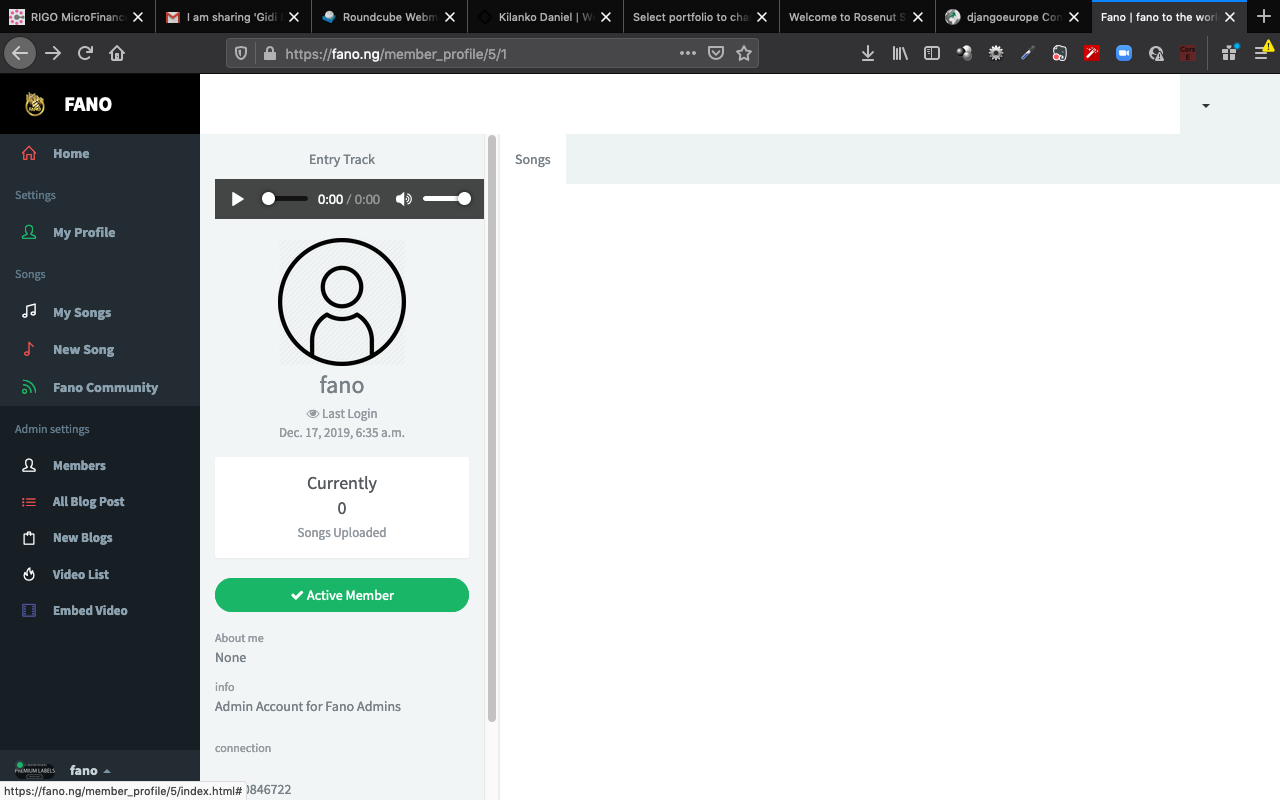 RIGO MicroFinanc
I am sharing 'Gidi
Roundcube Webm
Kilanko Daniel | W
Select portfolio to cha
Welcome to Rosenut S
djangoeurope Con
Fano | fano to the worl
https://fano.ng/member_profile/5/1
FANO
Home
Settings
My Profile
Songs
My Songs
New Song
Fano Community
Admin settings
Members
All Blog Post
New Blogs
Video List
Embed Video
fano
https://fano.ng/member_profile/5/index.html#
Entry Track
0:00 / 0:00
fano
Last Login
Dec. 17, 2019, 6:35 a.m.
Currently
0
Songs Uploaded
Active Member
About me
None
info
Admin Account for Fano Admins
connection
0846722
Songs